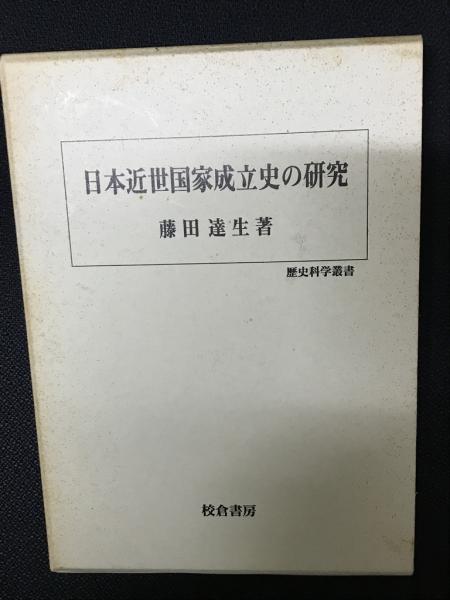 日本近世国家成立史の研究
藤田達生著
歴史科学叢書
校倉書房